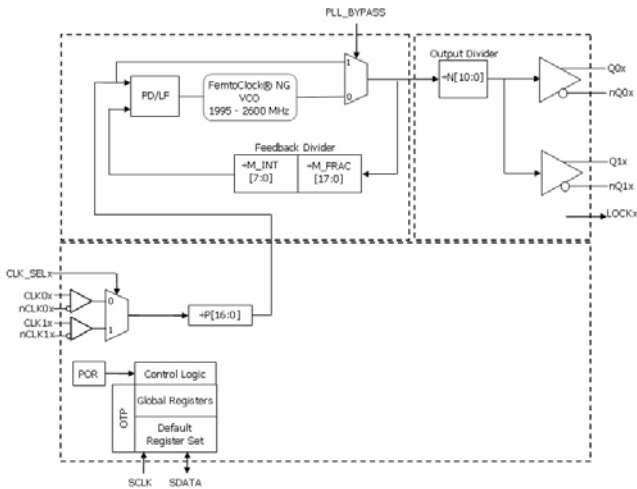 PLL_BYPASS
Output Divider
1
0
PD/LF
FemtoClock® NG
VCO
1995 - 2600 MHz
÷N[10:0]
Q0x
nQ0x
Feedback Divider
÷M_INT
[7:0]
÷M_FRAC
[17:0]
Q1x
nQ1x
LOCKx
CLK_SELx
CLK0x
nCLK0x
CLK1x
nCLK1x
0
1
÷P[16:0]
POR
Control Logic
OTP
Global Registers
Default
Register Set
SCLK
SDATA